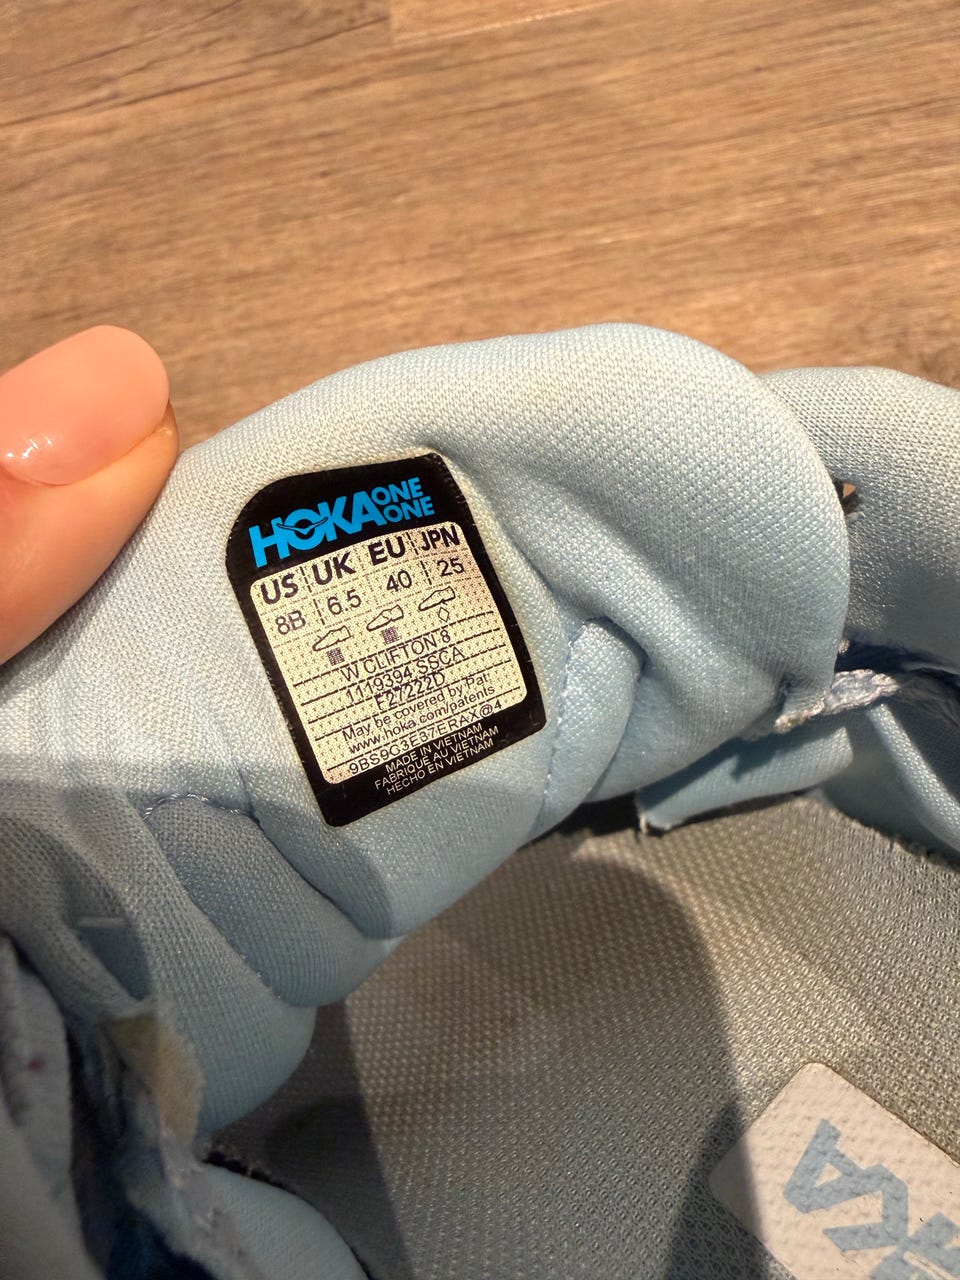 HOKA ONE ONE
US UK EU JPN
8B 6.5 40 25
W CLIFTON 8
1119394 SSCA
F27222D
May be covered by Pat:
www.hoka.com/patents
9BS9G3E37ERAX@4
MADE IN VIETNAM
FABRIQUE AU VIETNAM
HECHO EN VIETNAM